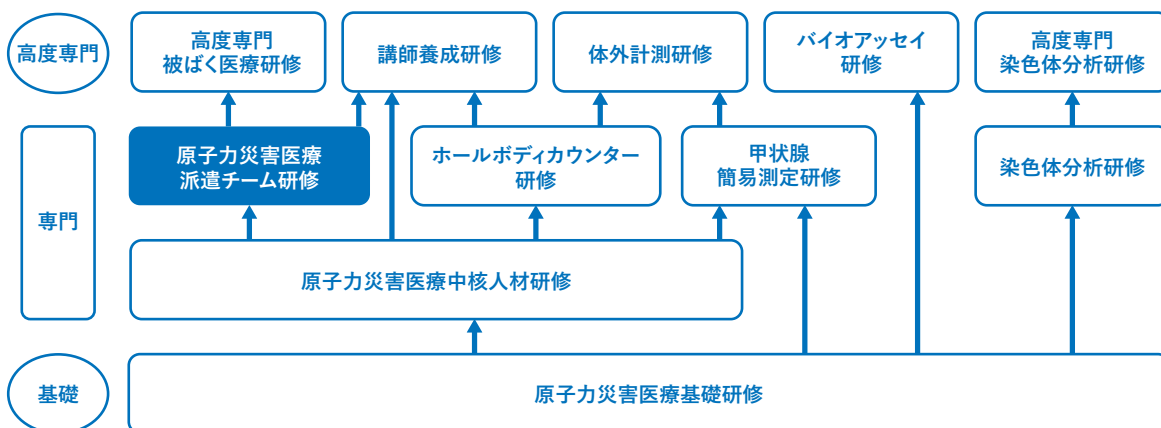 高度専門
高度専門
被ばく医療研修
講師養成研修
体外計測研修
バイオアッセイ
研修
高度専門
染色体分析研修
専門
原子力災害医療
派遣チーム研修
ホールボディカウンター
研修
甲状腺
簡易測定研修
染色体分析研修
原子力災害医療中核人材研修
基礎
原子力災害医療基礎研修